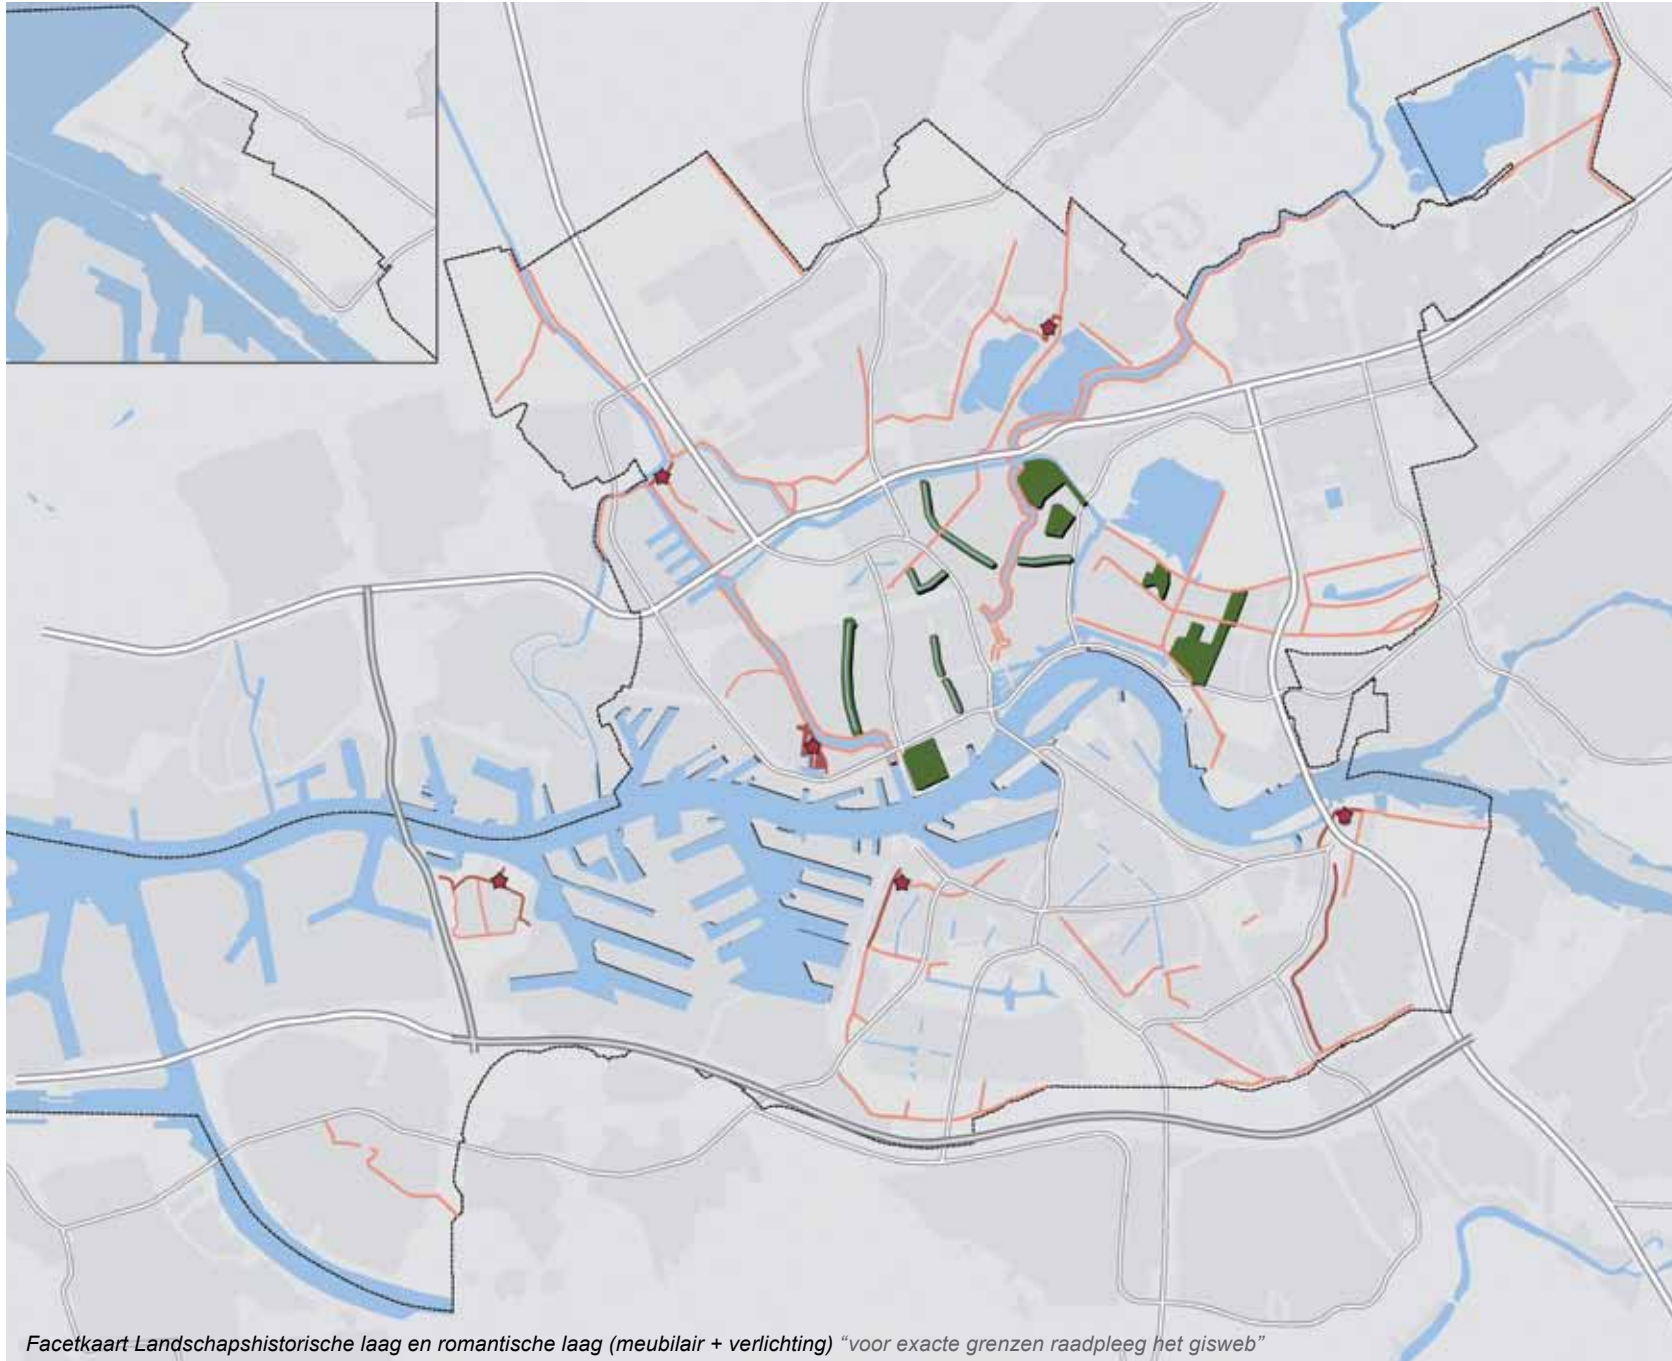 Facetkaart Landschapshistorische laag en romantische laag (meubilair + verlichting) “voor exacte grenzen raadpleeg het gisweb”